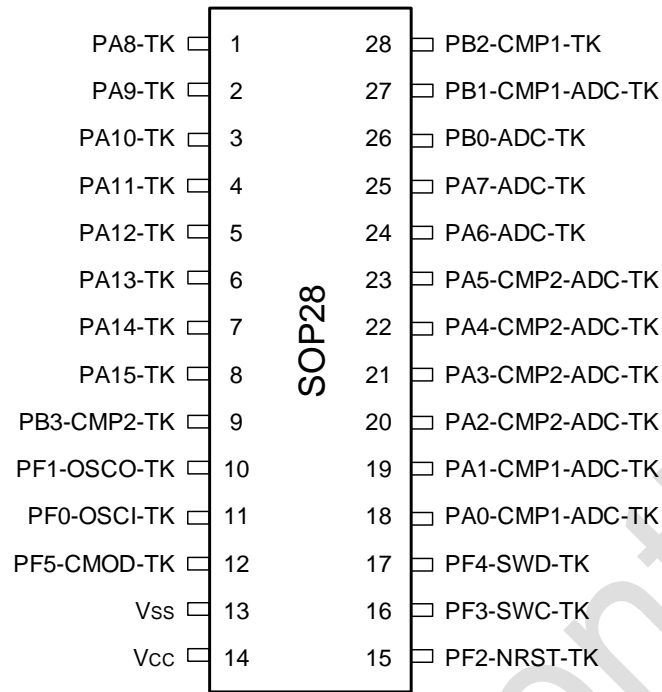 PA8-TK 1 28 PB2-CMP1-TK
PA9-TK 2 27 PB1-CMP1-ADC-TK
PA10-TK 3 26 PB0-ADC-TK
PA11-TK 4 25 PA7-ADC-TK
PA12-TK 5 24 PA6-ADC-TK
PA13-TK 6 23 PA5-CMP2-ADC-TK
PA14-TK 7 22 PA4-CMP2-ADC-TK
PA15-TK 8 21 PA3-CMP2-ADC-TK
PB3-CMP2-TK 9 20 PA2-CMP2-ADC-TK
PF1-OSCO-TK 10 19 PA1-CMP1-ADC-TK
PF0-OSCI-TK 11 18 PA0-CMP1-ADC-TK
PF5-CMOD-TK 12 17 PF4-SWD-TK
Vss 13 16 PF3-SWC-TK
Vcc 14 15 PF2-NRST-TK
SOP28